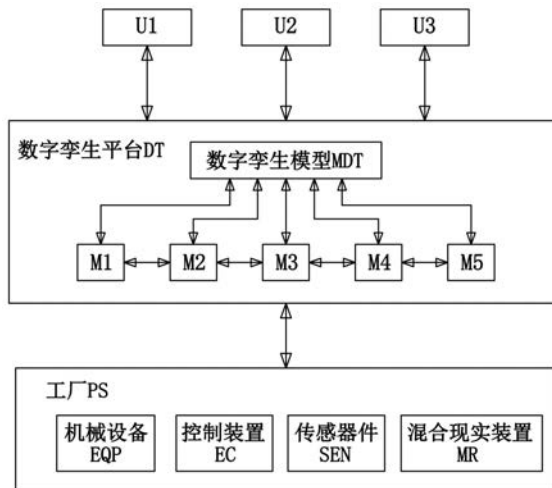 U1
U2
U3
数字孪生平台DT
数字孪生模型MDT
M1
M2
M3
M4
M5
工厂PS
机械设备
EQP
控制装置
EC
传感器件
SEN
混合现实装置
MR